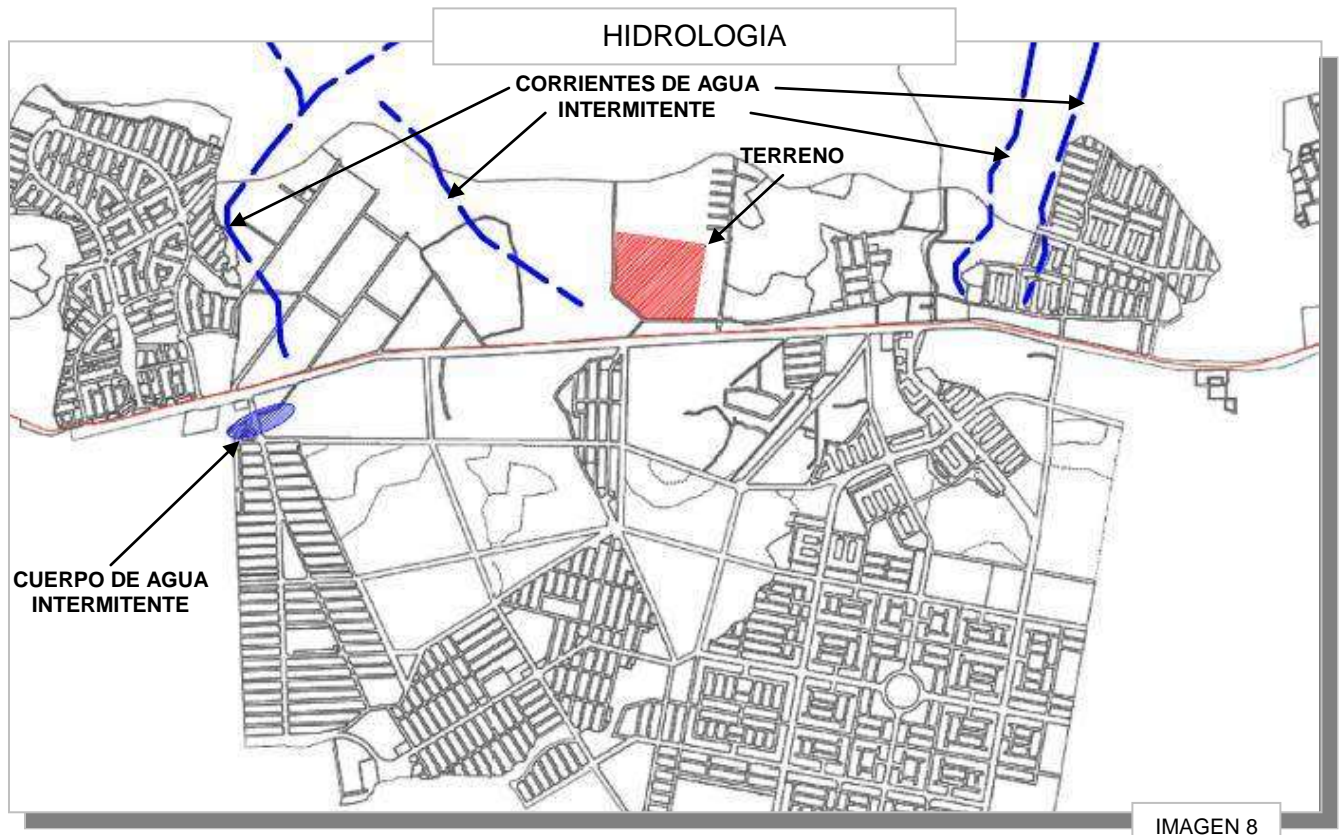 HIDROLOGIA
CORRIENTES DE AGUA
INTERMITENTE
TERRENO
CUERPO DE AGUA
INTERMITENTE
IMAGEN 8